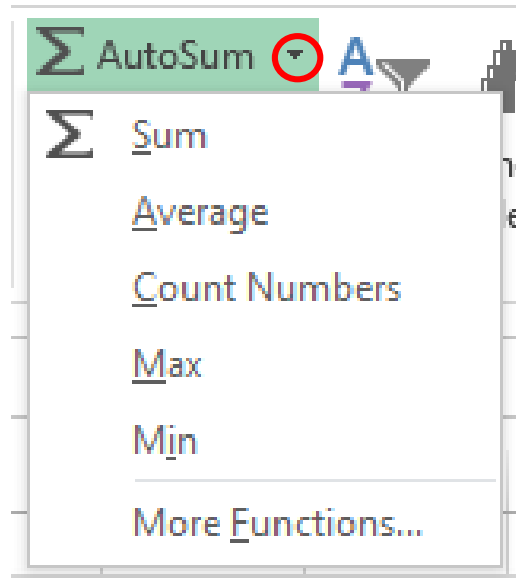 Σ AutoSum
Σ Sum
Average
Count Numbers
Max
Min
More Functions...